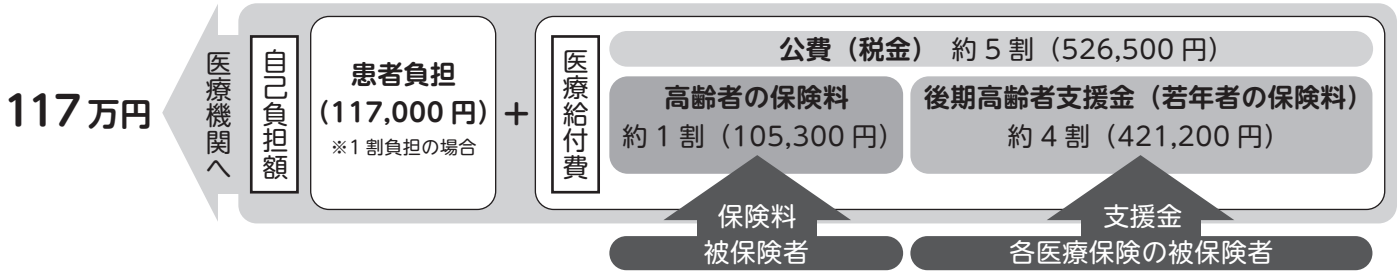 117万円
医療機関へ
自己負担額
患者負担
(117,000円)
※1割負担の場合
+
医療給付費
公費（税金） 約5割（526,500円）
高齢者の保険料
約1割（105,300円）
後期高齢者支援金（若年者の保険料）
約4割（421,200円）
保険料
被保険者
支援金
各医療保険の被保険者